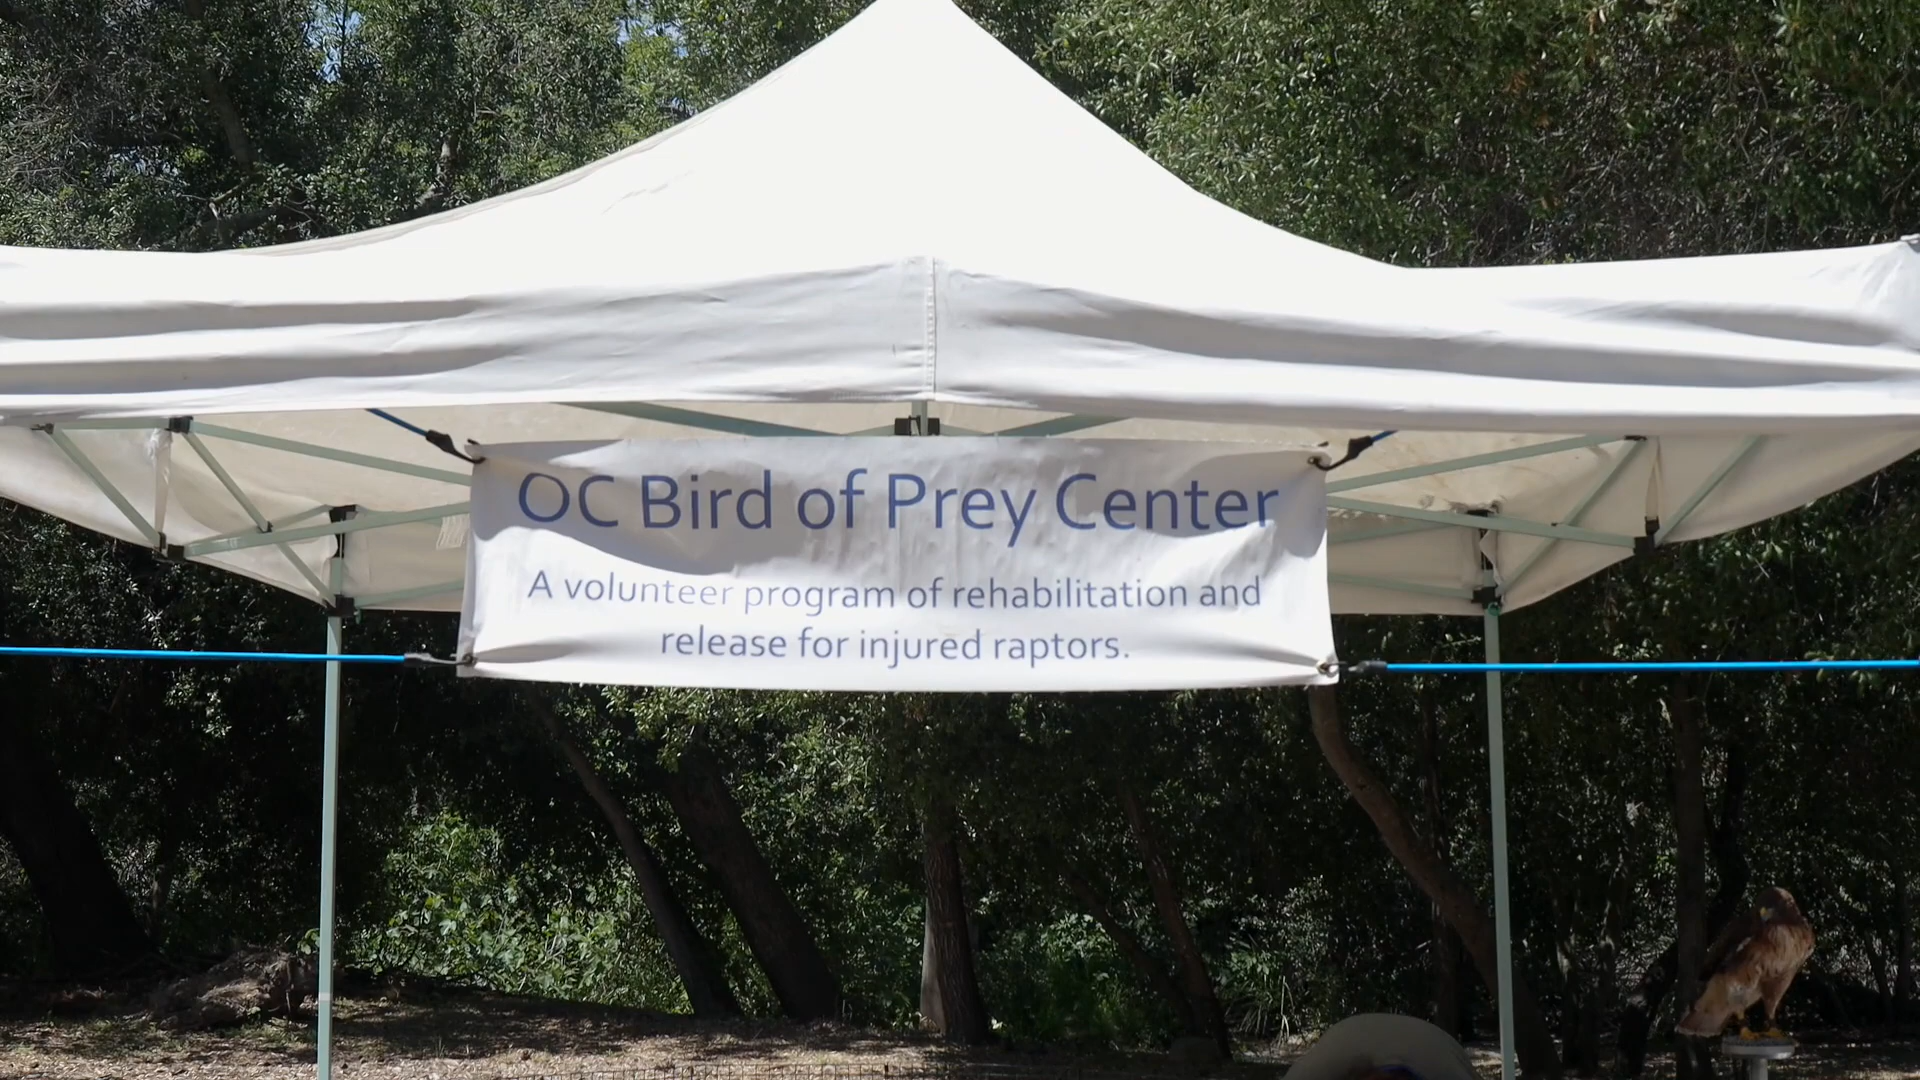 OC Bird of Prey Center
A volunteer program of rehabilitation and
release for injured raptors.